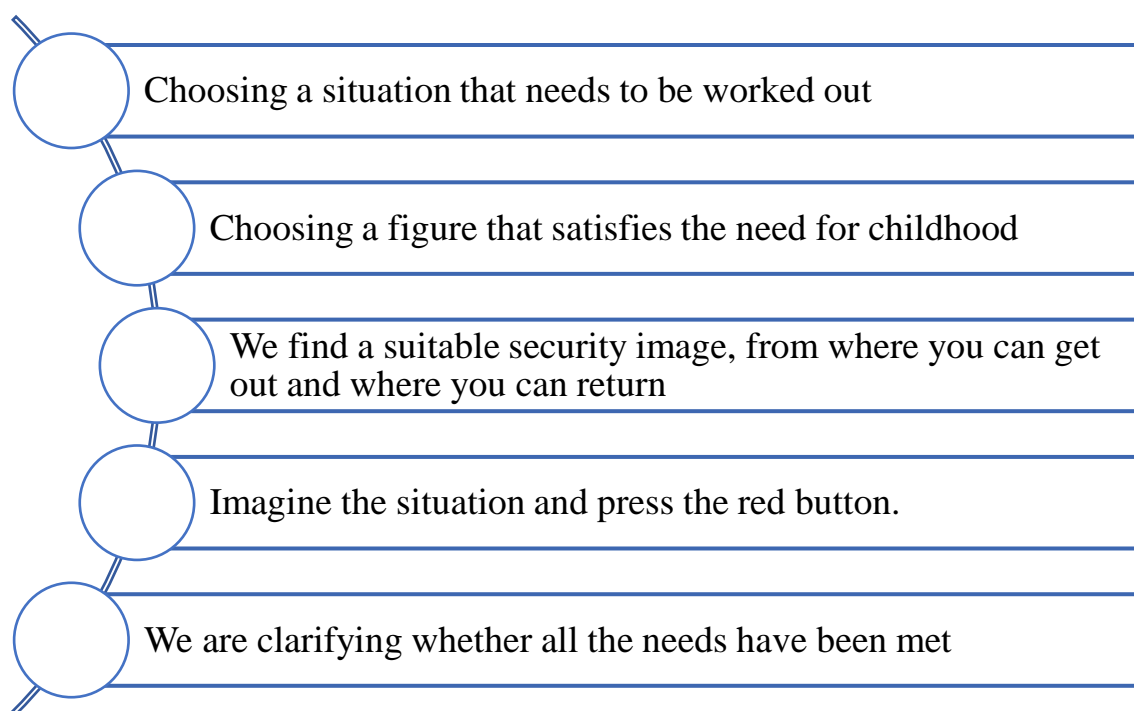 Choosing a situation that needs to be worked out
Choosing a figure that satisfies the need for childhood
We find a suitable security image, from where you can get
out and where you can return
Imagine the situation and press the red button.
We are clarifying whether all the needs have been met